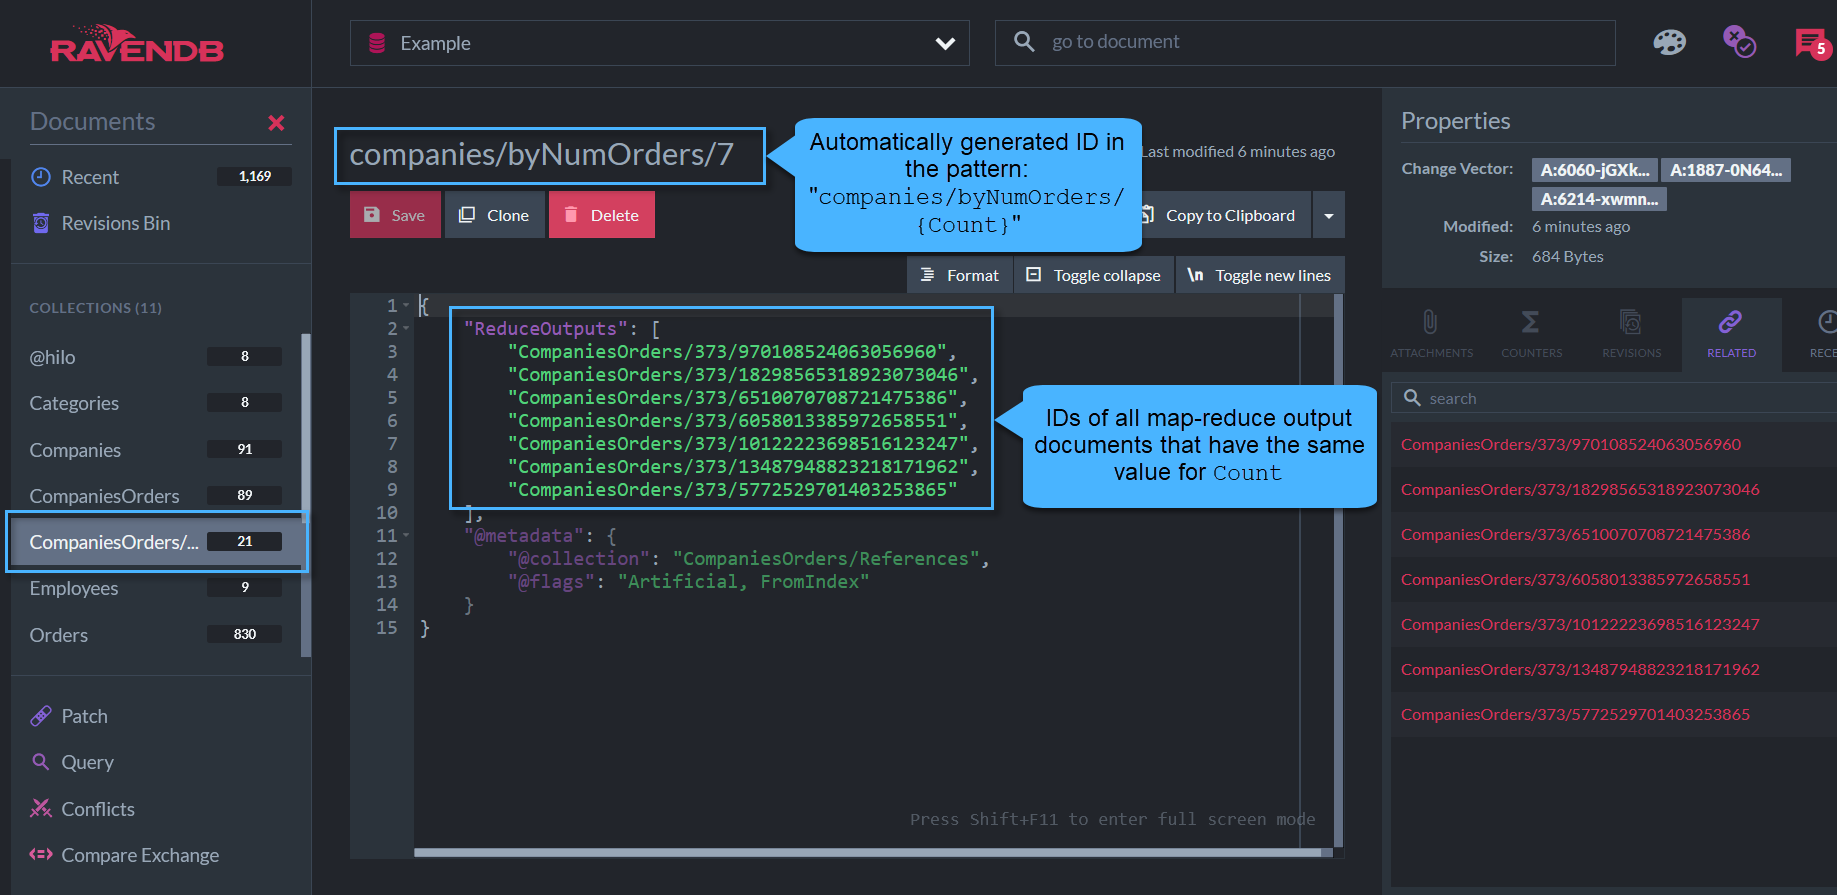 RAVENDB
Example
go to document
5
Documents
Recent
1,169
Revisions Bin
COLLECTIONS (11)
@hilo
8
Categories
8
Companies
91
CompaniesOrders
89
CompaniesOrders/...
21
Employees
9
Orders
830
Patch
Query
Conflicts
Compare Exchange
companies/byNumOrders/7
Automatically generated ID in
the pattern:
"companies/byNumOrders/
{Count}"
Last modified 6 minutes ago
Save
Clone
Delete
Copy to Clipboard
Format
Toggle collapse
\n Toggle new lines
1 {
2 "ReduceOutputs": [
3 "CompaniesOrders/373/970108524063056960",
4 "CompaniesOrders/373/18298565318923073046",
5 "CompaniesOrders/373/6510070708721475386",
6 "CompaniesOrders/373/6058013385972658551",
7 "CompaniesOrders/373/10122223698516123247",
8 "CompaniesOrders/373/13487948823218171962",
9 "CompaniesOrders/373/5772529701403253865"
10 ],
11 "@metadata": {
12 "@collection": "CompaniesOrders/References",
13 "@flags": "Artificial, FromIndex"
14 }
15 }
IDs of all map-reduce output
documents that have the same
value for Count
Press Shift+F11 to enter full screen mode
Properties
Change Vector:
A:6060-jGXk...
A:1887-0N64...
A:6214-xwmn...
Modified: 6 minutes ago
Size: 684 Bytes
ATTACHMENTS
COUNTERS
REVISIONS
RELATED
RECE
search
CompaniesOrders/373/970108524063056960
CompaniesOrders/373/18298565318923073046
CompaniesOrders/373/6510070708721475386
CompaniesOrders/373/6058013385972658551
CompaniesOrders/373/10122223698516123247
CompaniesOrders/373/13487948823218171962
CompaniesOrders/373/5772529701403253865